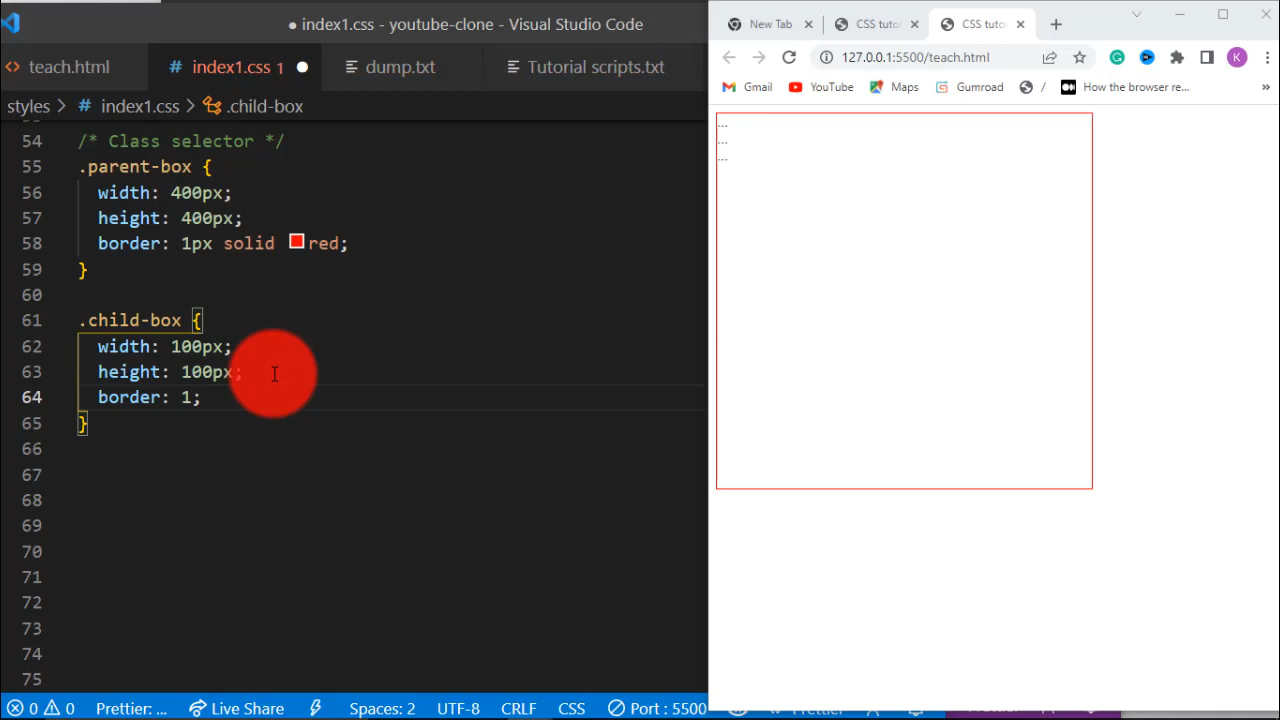 ● index1.css - youtube-clone - Visual Studio Code
<> teach.html
# index1.css 1 ●
dump.txt
Tutorial scripts.txt
styles > # index1.css > .child-box
54 /* Class selector */
55 .parent-box {
56 width: 400px;
57 height: 400px;
58 border: 1px solid red;
59 }
60
61 .child-box {
62 width: 100px;
63 height: 100px;
64 border: 1;
65 }
66
67
68
69
70
71
72
73
74
75
0 0 Prettier: ... Live Share Spaces: 2 UTF-8 CRLF CSS Port : 5500
New Tab
CSS tuto
CSS tuto
127.0.0.1:5500/teach.html
K
Gmail YouTube Maps Gumroad / How the browser re... »
...
...
...